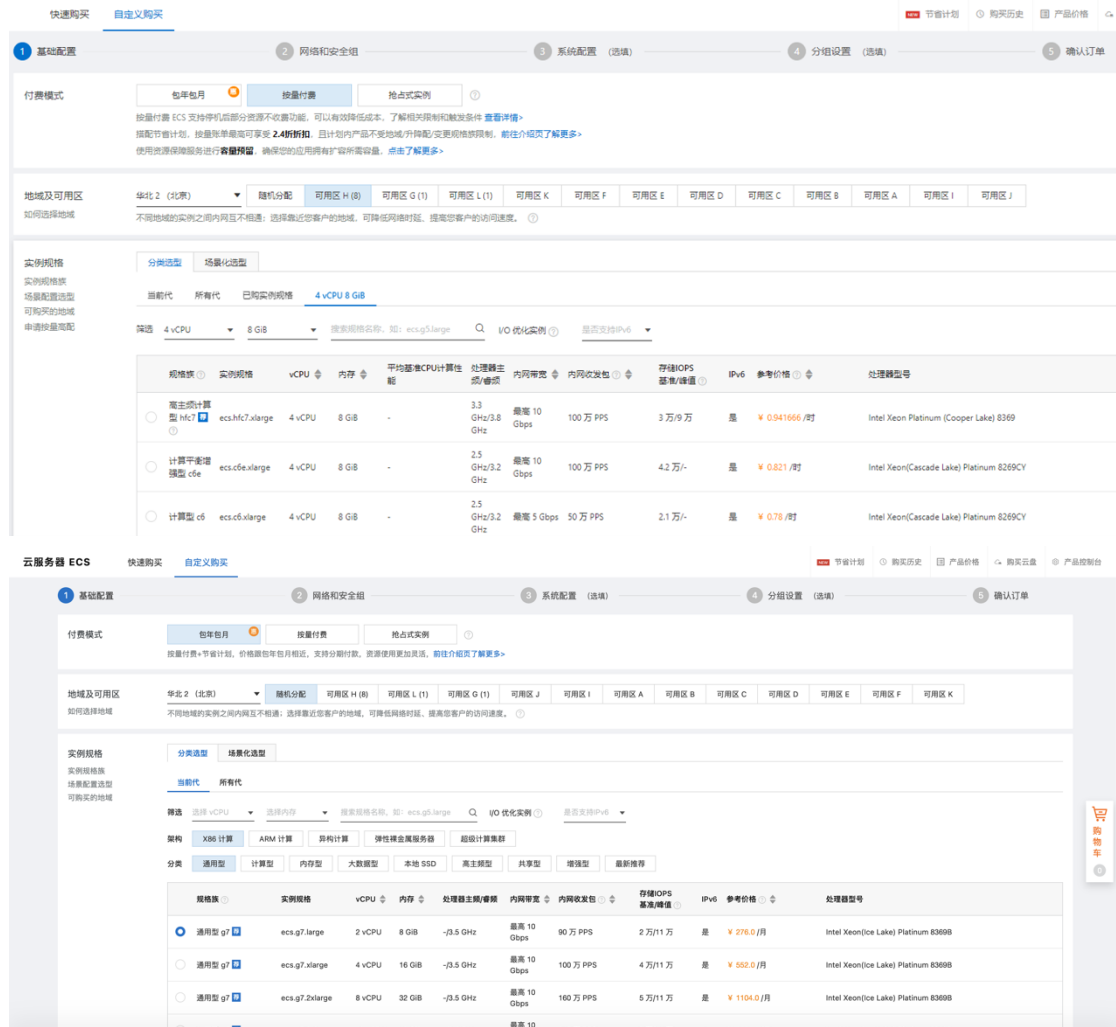 快速购买 自定义购买 NEW 节省计划 购买历史 产品价格
1 基础配置 2 网络和安全组 3 系统配置 (选填) 4 分组设置 (选填) 5 确认订单
付费模式 包年包月 惠 按量付费 抢占式实例
按量付费 ECS 支持停机后部分资源不收费功能，可以有效降低成本，了解相关限制和触发条件 查看详情>
搭配节省计划，按量账单最高可享受 2.4折折扣，且计划内产品不受地域/升降配/变更规格族限制，前往介绍页了解更多>
使用资源保障服务进行容量预留，确保您的应用拥有扩容所需容量，点击了解更多>
地域及可用区 华北 2 (北京) 随机分配 可用区 H (8) 可用区 G (1) 可用区 L (1) 可用区 K 可用区 F 可用区 E 可用区 D 可用区 C 可用区 B 可用区 A 可用区 I 可用区 J
如何选择地域 不同地域的实例之间内网互不相通；选择靠近您客户的地域，可降低网络时延、提高您客户的访问速度。
实例规格 分类选型 场景化选型
实例规格族
场景配置选型 当前代 所有代 已购实例规格 4 vCPU 8 GiB
可购买的地域
申请按量高配 筛选 4 vCPU 8 GiB 搜索规格名称，如：ecs.g5.large I/O 优化实例 是否支持IPv6
规格族 实例规格 vCPU 内存 平均基准CPU计算性能 处理器主频/睿频 内网带宽 内网收发包 存储IOPS 基准/峰值 IPv6 参考价格 处理器型号
高主频计算型 hfc7 荐 ecs.hfc7.xlarge 4 vCPU 8 GiB - 3.3 GHz/3.8 GHz 最高 10 Gbps 100 万 PPS 3 万/9 万 是 ¥ 0.941666 /时 Intel Xeon Platinum (Cooper Lake) 8369
计算平衡增强型 c6e ecs.c6e.xlarge 4 vCPU 8 GiB - 2.5 GHz/3.2 GHz 最高 10 Gbps 100 万 PPS 4.2 万/- 是 ¥ 0.821 /时 Intel Xeon(Cascade Lake) Platinum 8269CY
计算型 c6 ecs.c6.xlarge 4 vCPU 8 GiB - 2.5 GHz/3.2 GHz 最高 5 Gbps 50 万 PPS 2.1 万/- 是 ¥ 0.78 /时 Intel Xeon(Cascade Lake) Platinum 8269CY
云服务器 ECS 快速购买 自定义购买 NEW 节省计划 购买历史 产品价格 购买云盘 产品控制台
1 基础配置 2 网络和安全组 3 系统配置 (选填) 4 分组设置 (选填) 5 确认订单
付费模式 包年包月 惠 按量付费 抢占式实例
按量付费+节省计划，价格跟包年包月相近，支持分期付款，资源使用更加灵活，前往介绍页了解更多>
地域及可用区 华北 2 (北京) 随机分配 可用区 H (8) 可用区 L (1) 可用区 G (1) 可用区 J 可用区 I 可用区 A 可用区 B 可用区 C 可用区 D 可用区 E 可用区 F 可用区 K
如何选择地域 不同地域的实例之间内网互不相通；选择靠近您客户的地域，可降低网络时延、提高您客户的访问速度。
实例规格 分类选型 场景化选型
实例规格族
场景配置选型 当前代 所有代
可购买的地域
筛选 选择 vCPU 选择内存 搜索规格名称，如：ecs.g5.large I/O 优化实例 是否支持IPv6
架构 X86 计算 ARM 计算 异构计算 弹性裸金属服务器 超级计算集群
分类 通用型 计算型 内存型 大数据型 本地 SSD 高主频型 共享型 增强型 最新推荐
规格族 实例规格 vCPU 内存 处理器主频/睿频 内网带宽 内网收发包 存储IOPS 基准/峰值 IPv6 参考价格 处理器型号
通用型 g7 荐 ecs.g7.large 2 vCPU 8 GiB -/3.5 GHz 最高 10 Gbps 90 万 PPS 2 万/11 万 是 ¥ 276.0 /月 Intel Xeon(Ice Lake) Platinum 8369B
通用型 g7 荐 ecs.g7.xlarge 4 vCPU 16 GiB -/3.5 GHz 最高 10 Gbps 100 万 PPS 4 万/11 万 是 ¥ 552.0 /月 Intel Xeon(Ice Lake) Platinum 8369B
通用型 g7 荐 ecs.g7.2xlarge 8 vCPU 32 GiB -/3.5 GHz 最高 10 Gbps 160 万 PPS 5 万/11 万 是 ¥ 1104.0 /月 Intel Xeon(Ice Lake) Platinum 8369B
最高 10
购物车
0